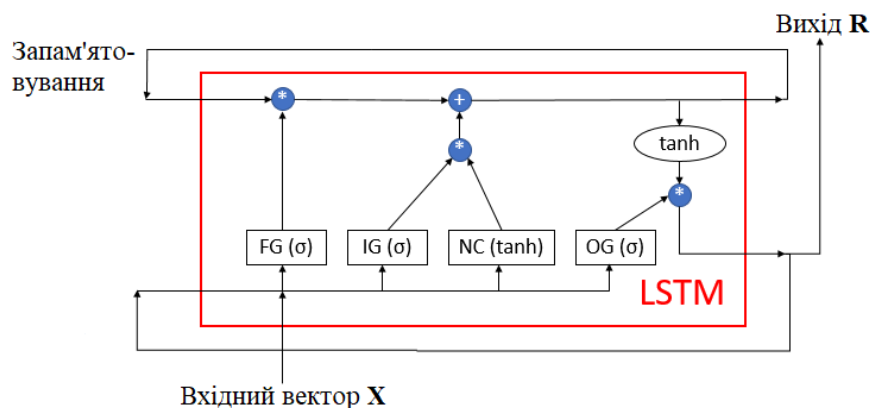 Вихід R
Запам'ято-
вування
*
+
*
tanh
*
FG (σ)
IG (σ)
NC (tanh)
OG (σ)
LSTM
Вхідний вектор X